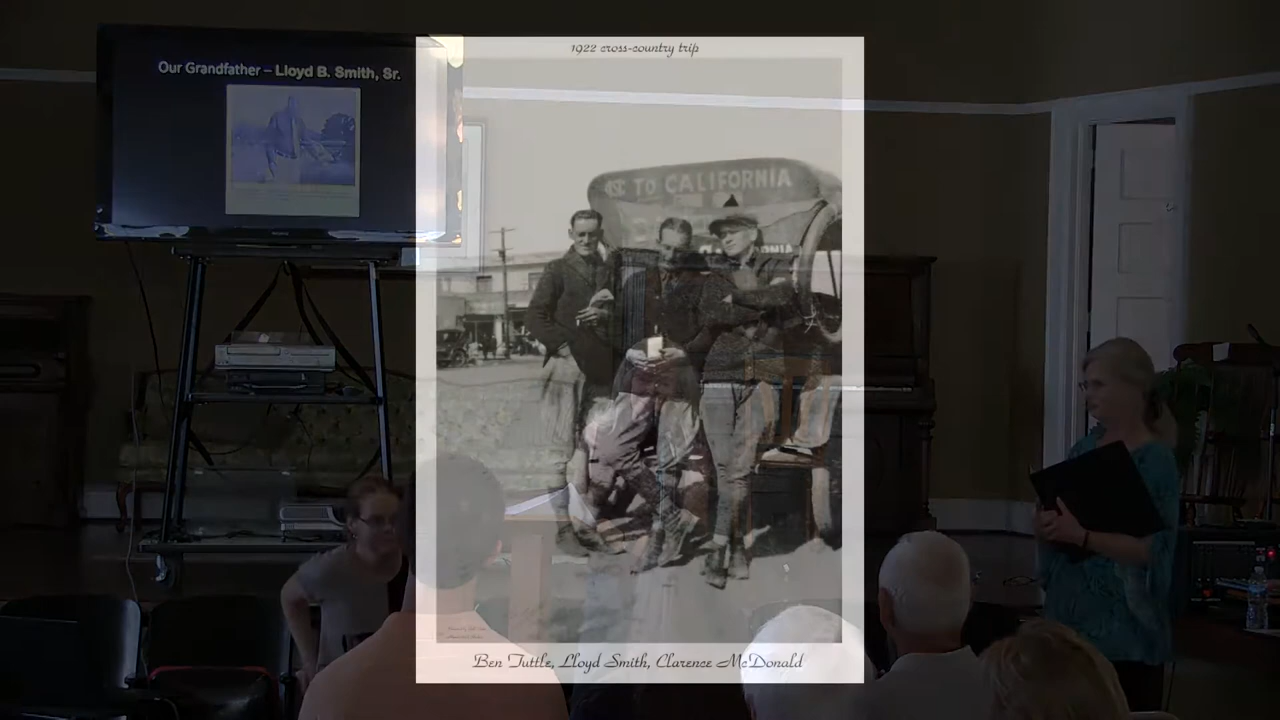 1922 cross-country trip
Our Grandfather – Lloyd B. Smith, Sr.
TO CALIFORNIA
Ben Tuttle, Lloyd Smith, Clarence McDonald